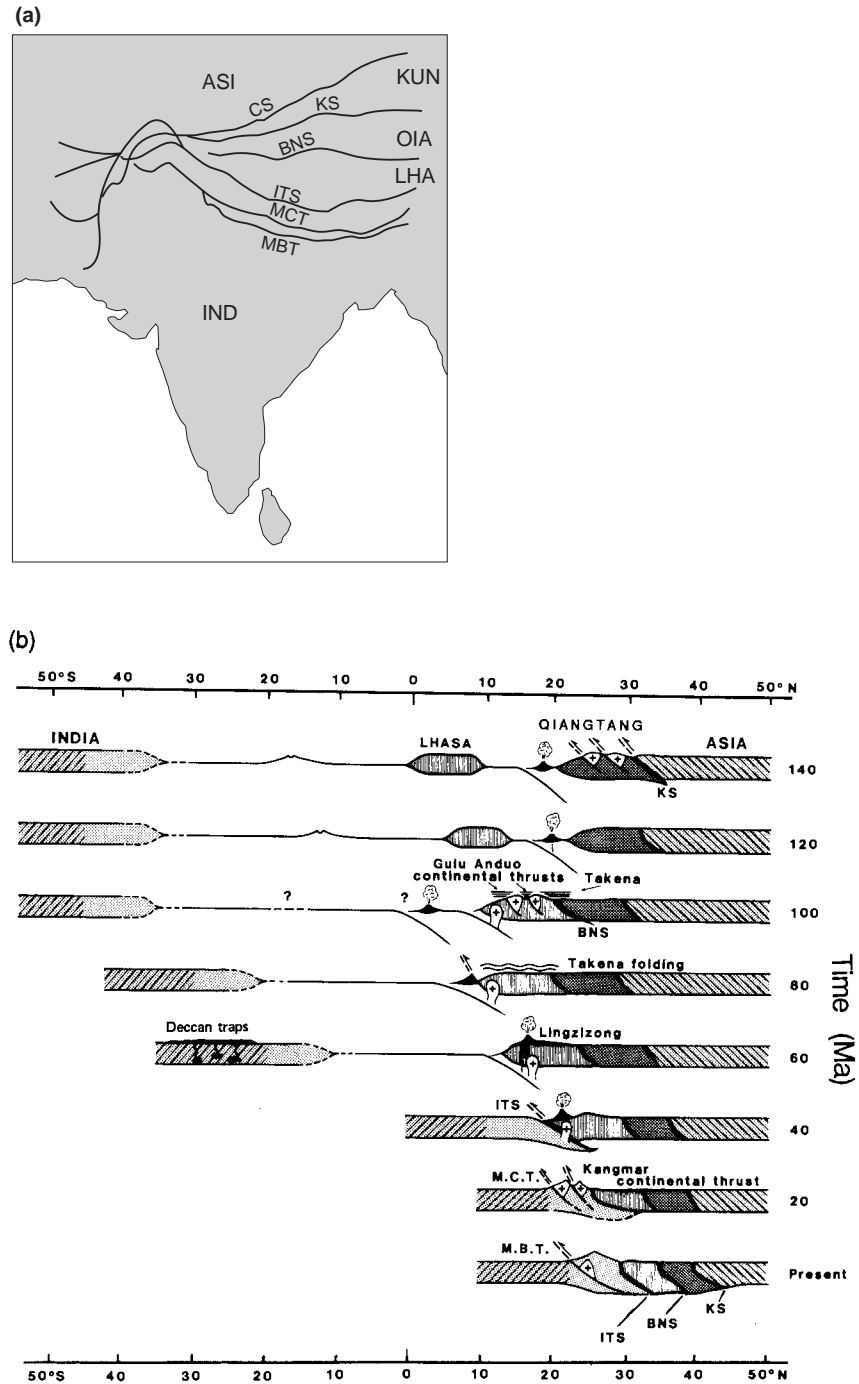 (a)
ASI
KUN
CS
KS
BNS
OIA
LHA
ITS
MCT
MBT
IND
(b)
50°S 40 30 20 10 0 10 20 30 40 50°N
QIANGTANG
INDIA LHASA ASIA
140
KS
120
Gulu Anduo
continental thrusts Takena
? ?
100
BNS
Takena folding
80
Deccan traps
Lingzizong
60
ITS
40
M.C.T. Kangmar
continental thrust
20
M.B.T.
Present
KS
BNS
ITS
50°S 40 30 20 10 0 10 20 30 40 50°N
Time (Ma)